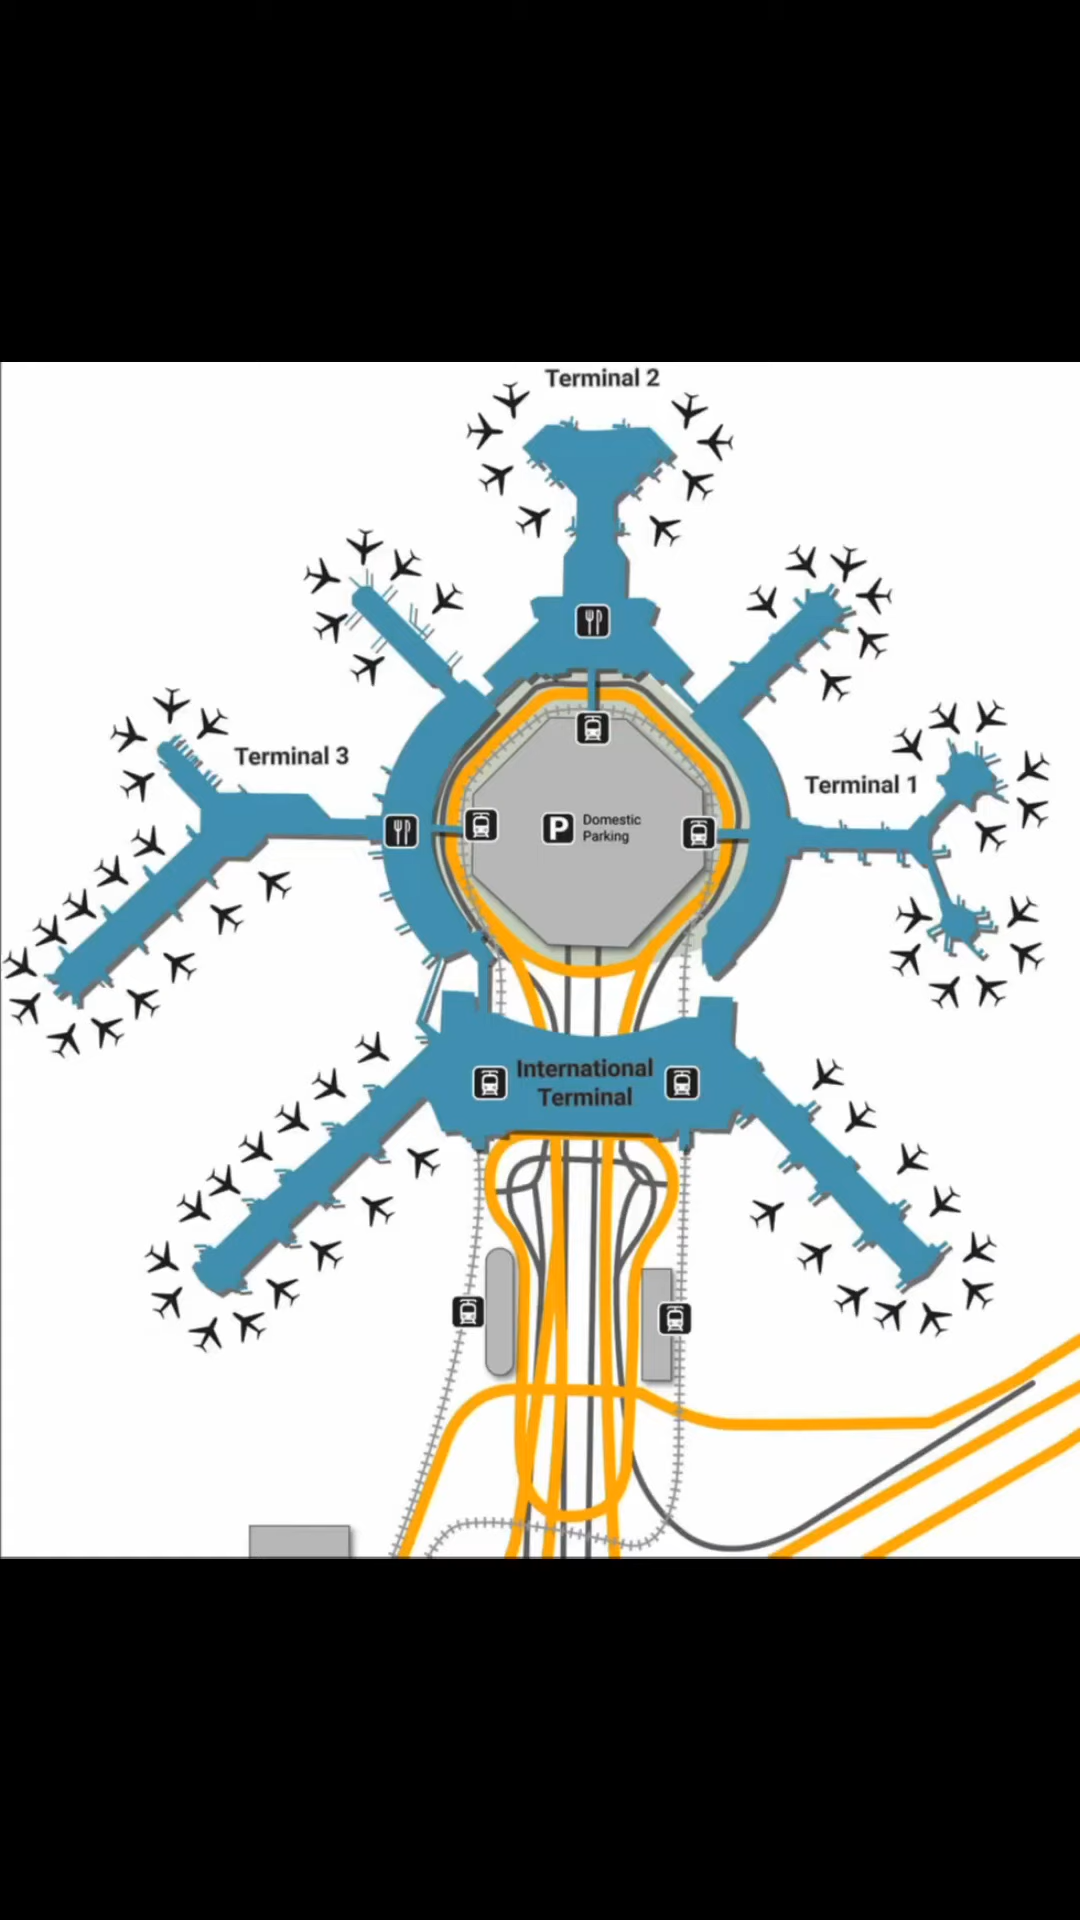 Terminal 2
Terminal 3
Terminal 1
P
Domestic
Parking
International
Terminal